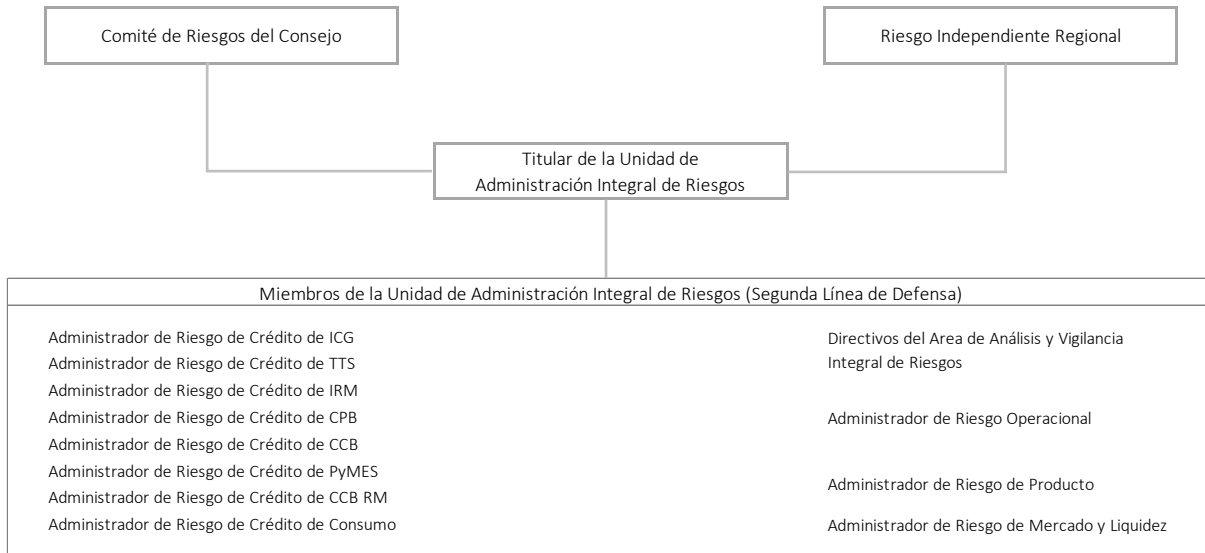 Comité de Riesgos del Consejo
Riesgo Independiente Regional
Titular de la Unidad de
Administración Integral de Riesgos
Miembros de la Unidad de Administración Integral de Riesgos (Segunda Línea de Defensa)
Administrador de Riesgo de Crédito de ICG
Administrador de Riesgo de Crédito de TTS
Administrador de Riesgo de Crédito de IRM
Administrador de Riesgo de Crédito de CPB
Administrador de Riesgo de Crédito de CCB
Administrador de Riesgo de Crédito de PyMES
Administrador de Riesgo de Crédito de CCB RM
Administrador de Riesgo de Crédito de Consumo
Directivos del Area de Análisis y Vigilancia
Integral de Riesgos
Administrador de Riesgo Operacional
Administrador de Riesgo de Producto
Administrador de Riesgo de Mercado y Liquidez